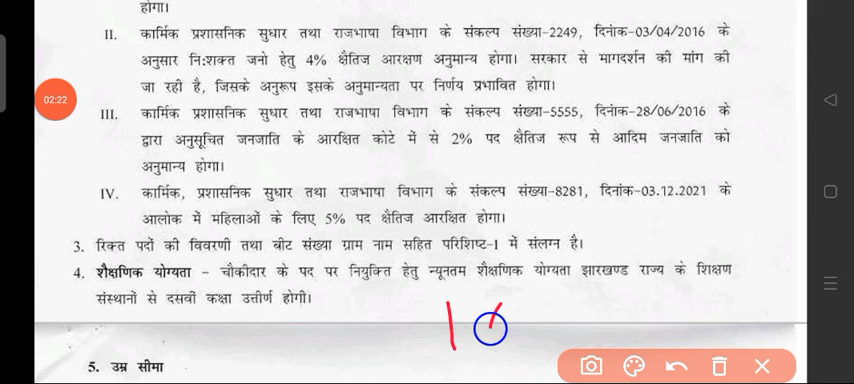 होगा।
II. कार्मिक प्रशासनिक सुधार तथा राजभाषा विभाग के संकल्प संख्या-2249, दिनांक-03/04/2016 के
अनुसार नि:शक्त जनो हेतु 4% क्षैतिज आरक्षण अनुमान्य होगा। सरकार से मागदर्शन की मांग की
जा रही है, जिसके अनुरूप इसके अनुमान्यता पर निर्णय प्रभावित होगा।
02:22
III. कार्मिक प्रशासनिक सुधार तथा राजभाषा विभाग के संकल्प संख्या-5555, दिनांक-28/06/2016 के
द्वारा अनुसूचित जनजाति के आरक्षित कोटे में से 2% पद क्षैतिज रूप से आदिम जनजाति को
अनुमान्य होगा।
IV. कार्मिक, प्रशासनिक सुधार तथा राजभाषा विभाग के संकल्प संख्या-8281, दिनांक-03.12.2021 के
आलोक में महिलाओं के लिए 5% पद क्षैतिज आरक्षित होगा।
3. रिक्त पदों की विवरणी तथा बीट संख्या ग्राम नाम सहित परिशिष्ट-I में संलग्न है।
4. शैक्षणिक योग्यता - चौकीदार के पद पर नियुक्ति हेतु न्यूनतम शैक्षणिक योग्यता झारखण्ड राज्य के शिक्षण
संस्थानों से दसवीं कक्षा उत्तीर्ण होगी।
5. उम्र सीमा